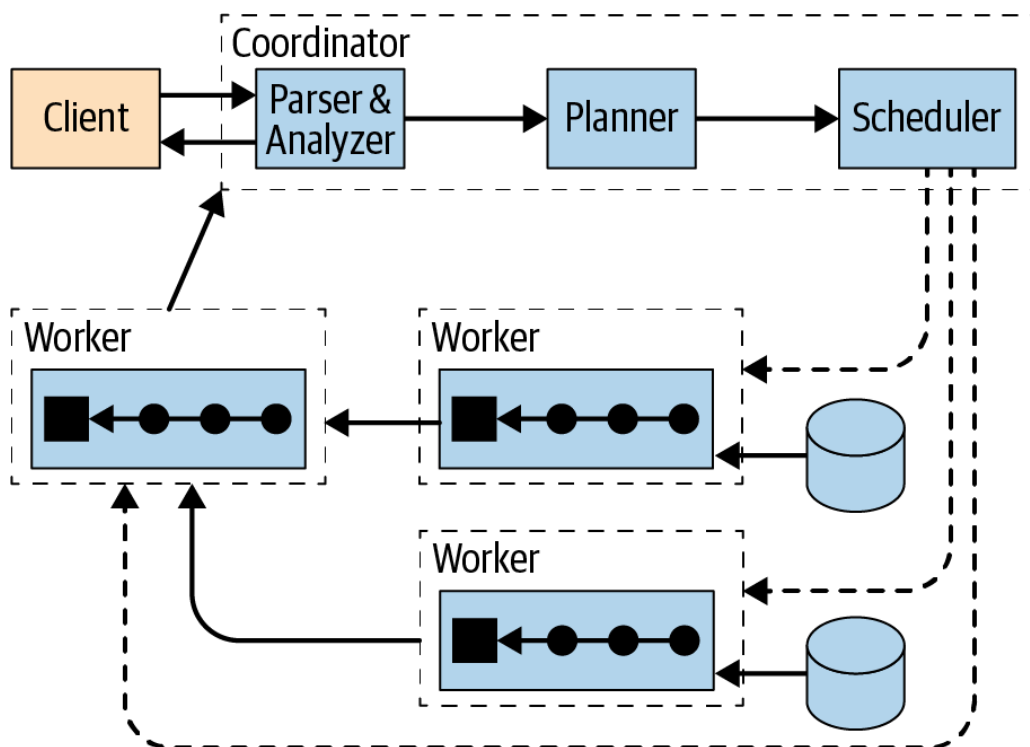 Coordinator
Client
Parser &
Analyzer
Planner
Scheduler
Worker
Worker
Worker